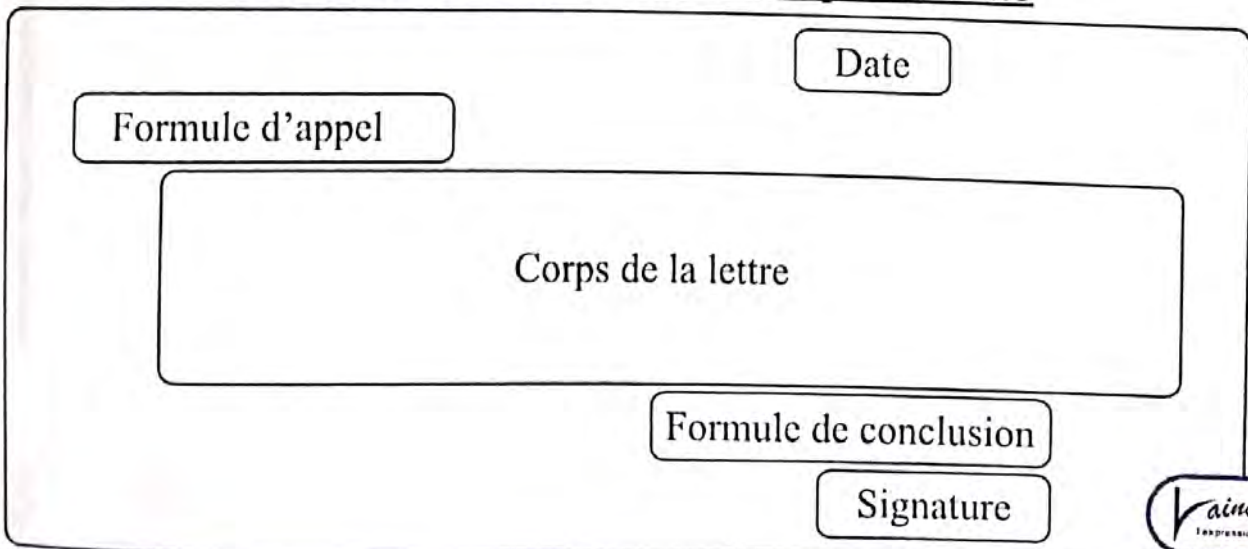 Date
Formule d'appel
Corps de la lettre
Formule de conclusion
Signature